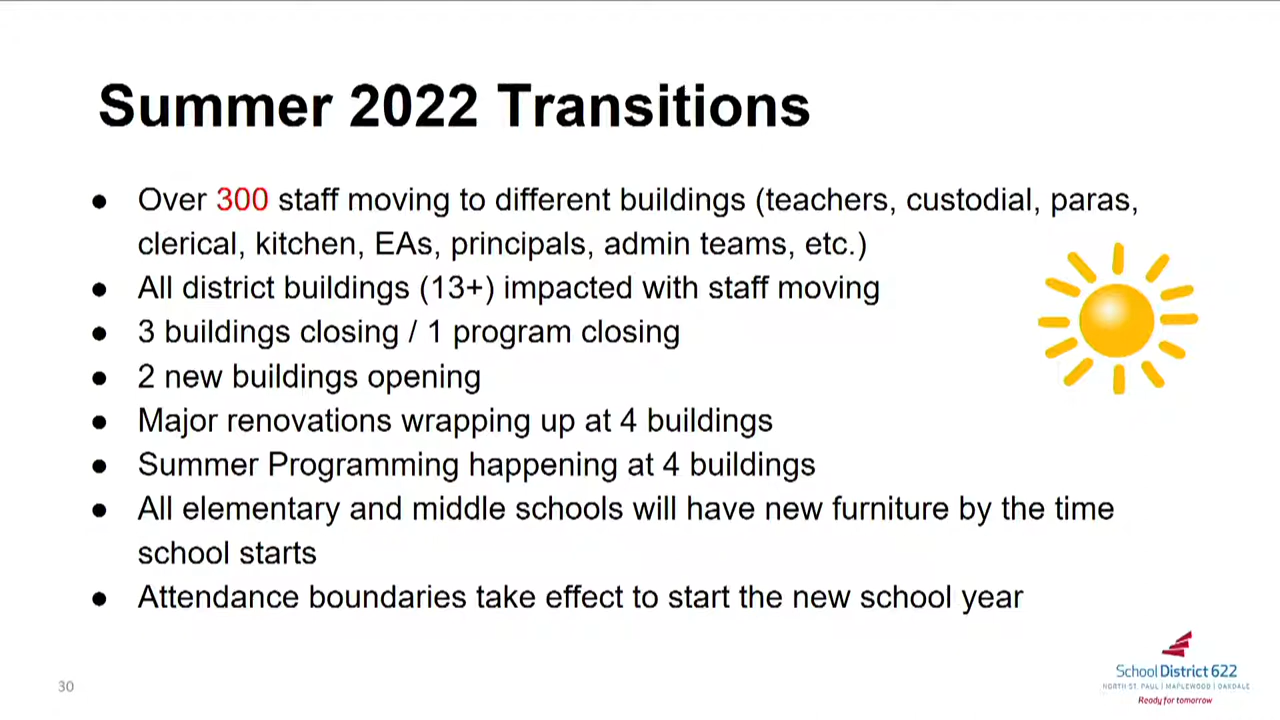 Summer 2022 Transitions
● Over 300 staff moving to different buildings (teachers, custodial, paras,
clerical, kitchen, EAs, principals, admin teams, etc.)
● All district buildings (13+) impacted with staff moving
● 3 buildings closing / 1 program closing
● 2 new buildings opening
● Major renovations wrapping up at 4 buildings
● Summer Programming happening at 4 buildings
● All elementary and middle schools will have new furniture by the time
school starts
● Attendance boundaries take effect to start the new school year
30
School District 622
NORTH ST. PAUL | MAPLEWOOD | OAKDALE
Ready for tomorrow